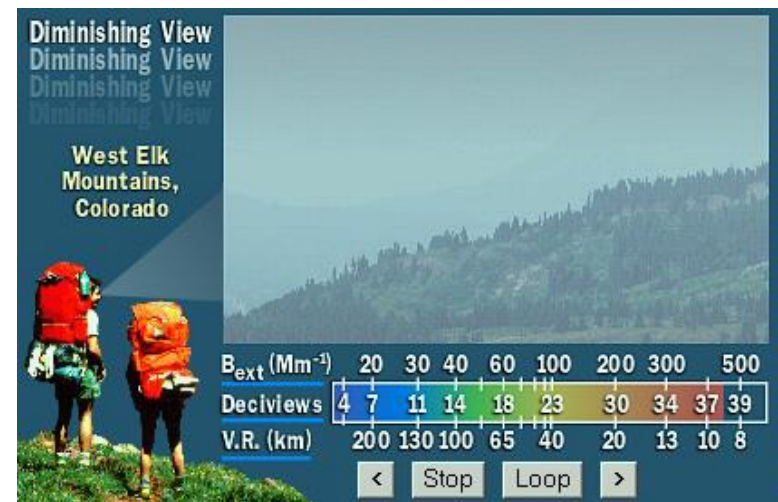 Diminishing View
Diminishing View
Diminishing View
Diminishing View
West Elk
Mountains,
Colorado
Bext (Mm-1) 20 30 40 60 100 200 300 500
Deciviews 4 7 11 14 18 23 30 34 37 39
V.R. (km) 200 130 100 65 40 20 13 10 8
< Stop Loop >